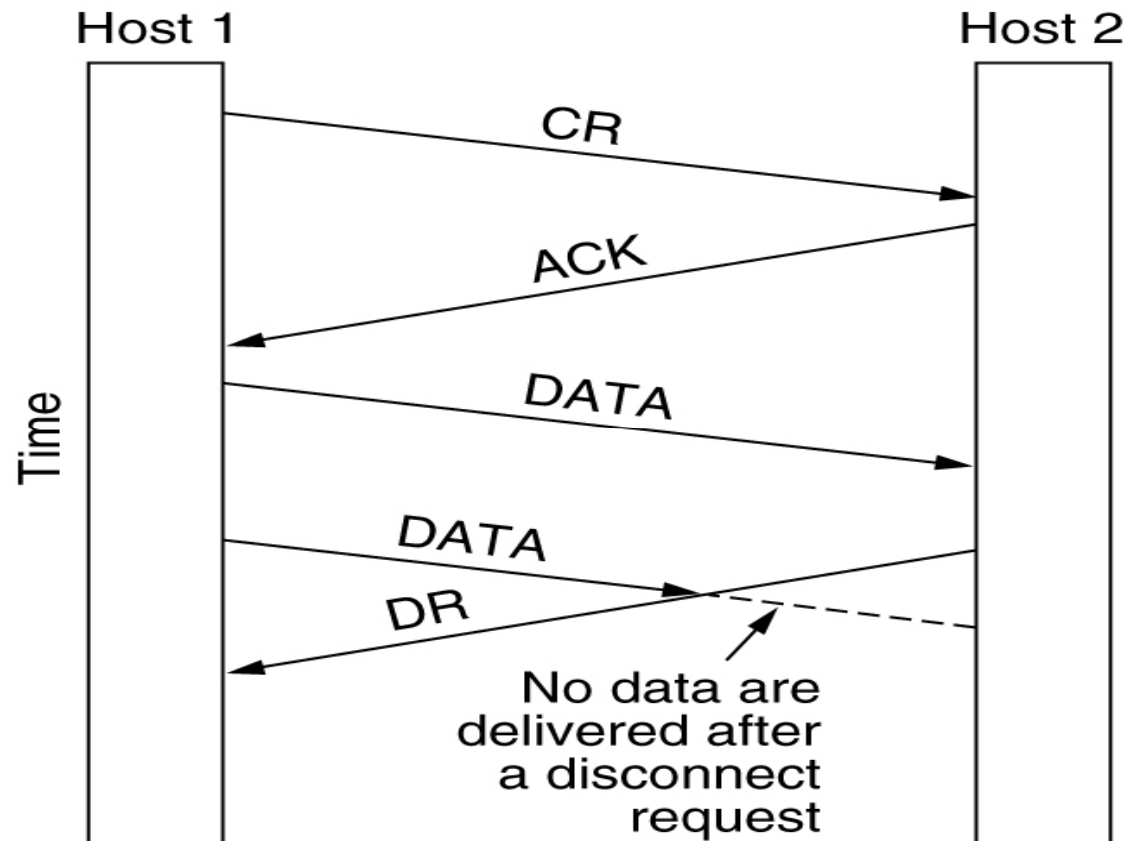 Host 1
Host 2
CR
ACK
DATA
Time
DATA
DR
No data are
delivered after
a disconnect
request